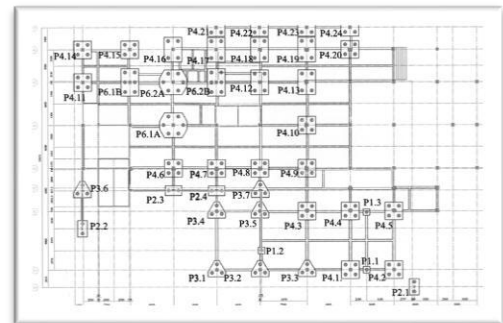 P4.21 P4.22 P4.23 P4.24
P4.14 P4.15 P4.16 P4.17 P4.18 P4.19 P4.20
P4.11 P6.1B P6.2A P6.2B P4.12 P4.13
P6.1A P4.10
P4.6 P4.7 P4.8 P4.9
P3.6 P2.3 P2.4 P3.7 P1.3
P2.2 P3.4 P3.5 P4.3 P4.4 P4.5
P1.2
P1.1
P3.1 P3.2 P3.3 P4.1 P4.2
P2.1